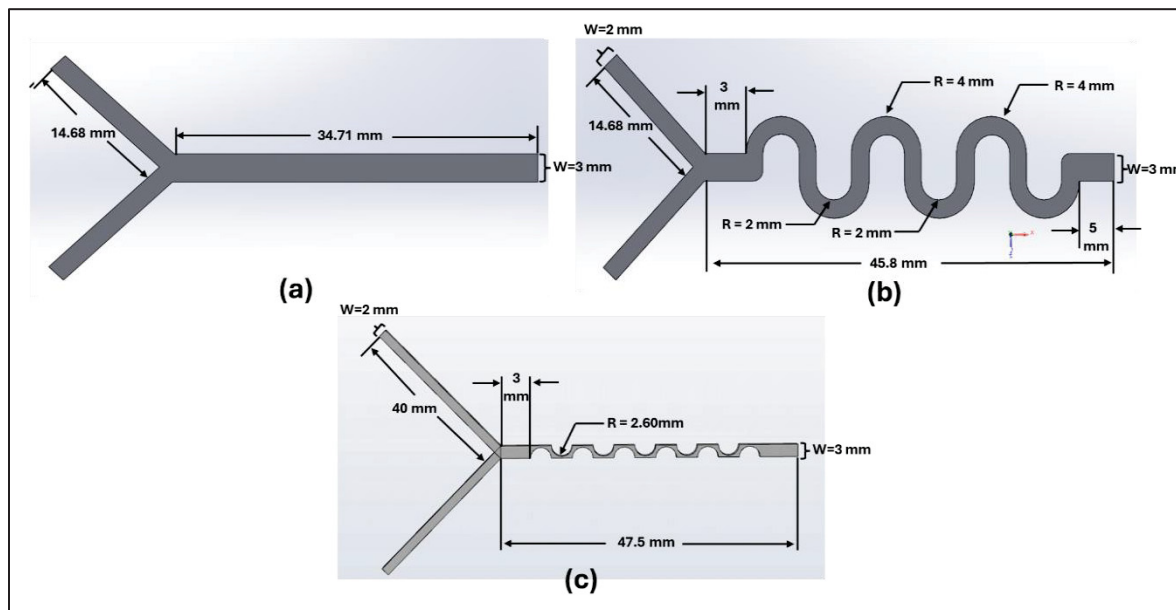 14.68 mm
34.71 mm
W=3 mm
(a)
W=2 mm
14.68 mm
3
mm
R = 4 mm
R = 4 mm
W=3 mm
R = 2 mm
R = 2 mm
5
mm
45.8 mm
(b)
W=2 mm
40 mm
3
mm
R = 2.60mm
W=3 mm
47.5 mm
(c)